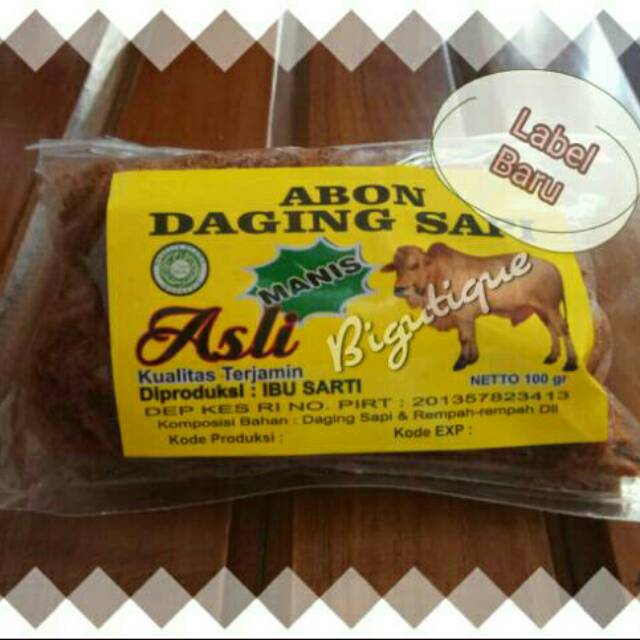 Label
Baru
ABON
DAGING SAPI
MANIS
Asli
Bigutique
Kualitas Terjamin
Diproduksi : IBU SARTI
NETTO 100 gr
DEP KES RI NO. PIRT : 201357823413
Komposisi Bahan : Daging Sapi & Rempah-rempah Dll
Kode Produksi :
Kode EXP :